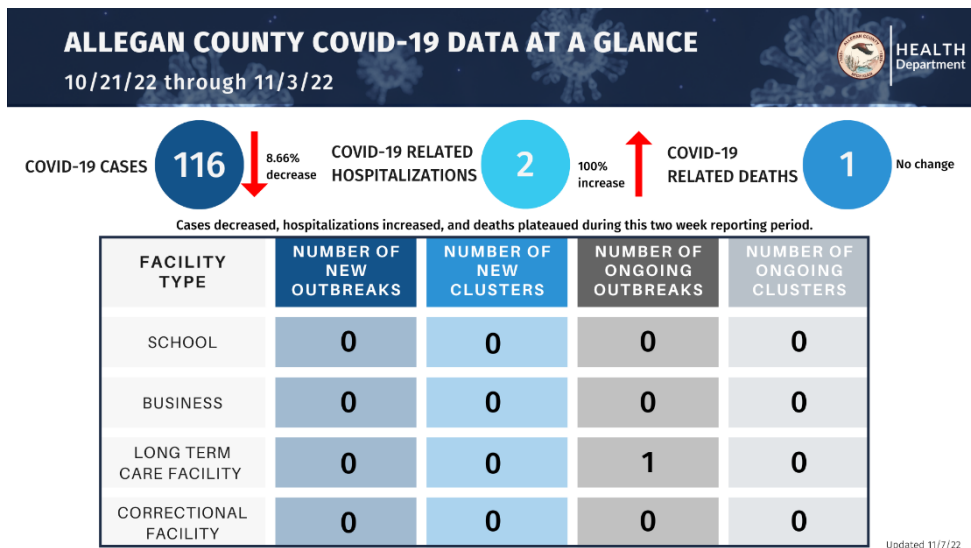 ALLEGAN COUNTY COVID-19 DATA AT A GLANCE
10/21/22 through 11/3/22
HEALTH
Department
COVID-19 CASES
116
8.66%
decrease
COVID-19 RELATED
HOSPITALIZATIONS
2
100%
increase
COVID-19
RELATED DEATHS
1
No change
Cases decreased, hospitalizations increased, and deaths plateaued during this two week reporting period.
FACILITY
TYPE
NUMBER OF
NEW
OUTBREAKS
NUMBER OF
NEW
CLUSTERS
NUMBER OF
ONGOING
OUTBREAKS
NUMBER OF
ONGOING
CLUSTERS
SCHOOL
0 0 0 0
BUSINESS
0 0 0 0
LONG TERM
CARE FACILITY
0 0 1 0
CORRECTIONAL
FACILITY
0 0 0 0
Updated 11/7/22